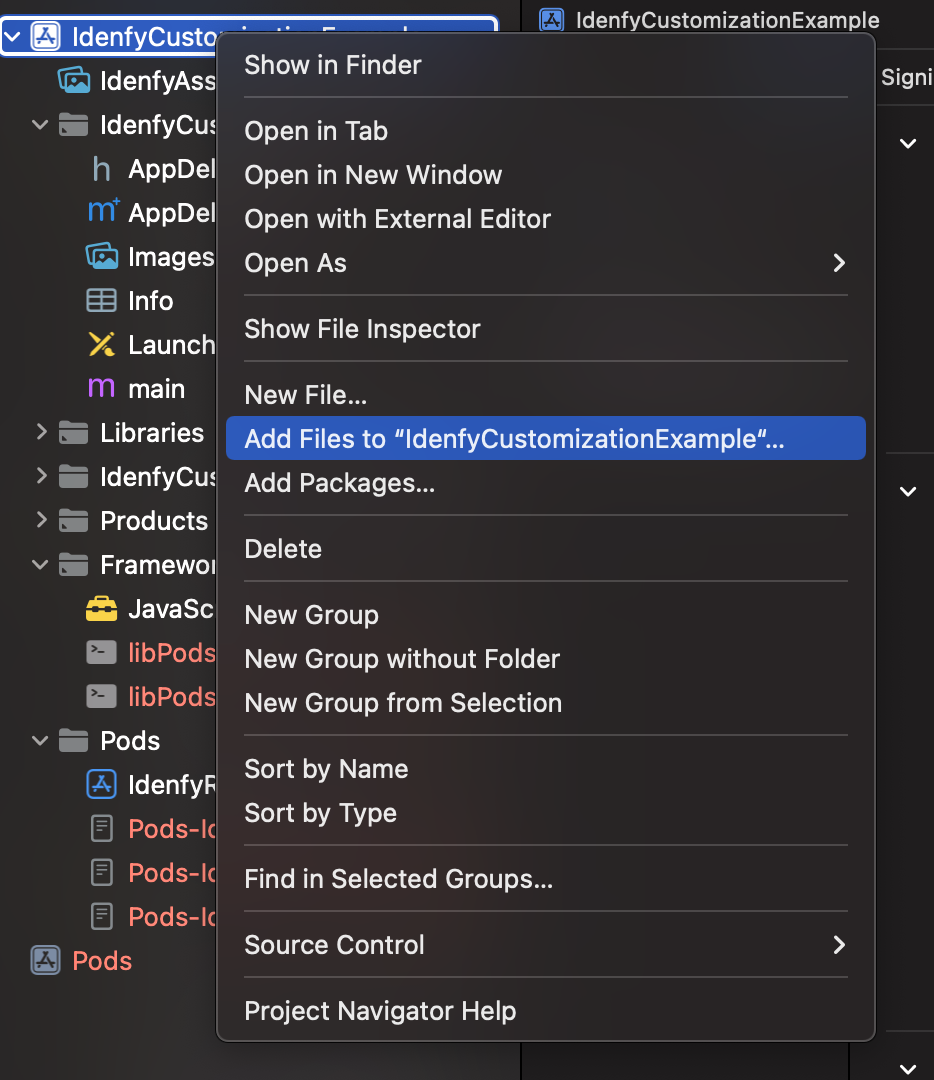 IdenfyCustomizationExample
Show in Finder
Signi
IdenfyAss
Open in Tab
IdenfyCus
Open in New Window
AppDel
Open with External Editor
AppDel
Open As
Images
Info
Show File Inspector
Launch
New File...
main
Add Files to “IdenfyCustomizationExample“...
Libraries
Add Packages...
IdenfyCus
Products
Delete
Framewor
New Group
JavaSc
New Group without Folder
libPods
New Group from Selection
libPods
Pods
Sort by Name
IdenfyR
Sort by Type
Pods-Id
Find in Selected Groups...
Pods-Id
Pods-Id
Source Control
Pods
Project Navigator Help